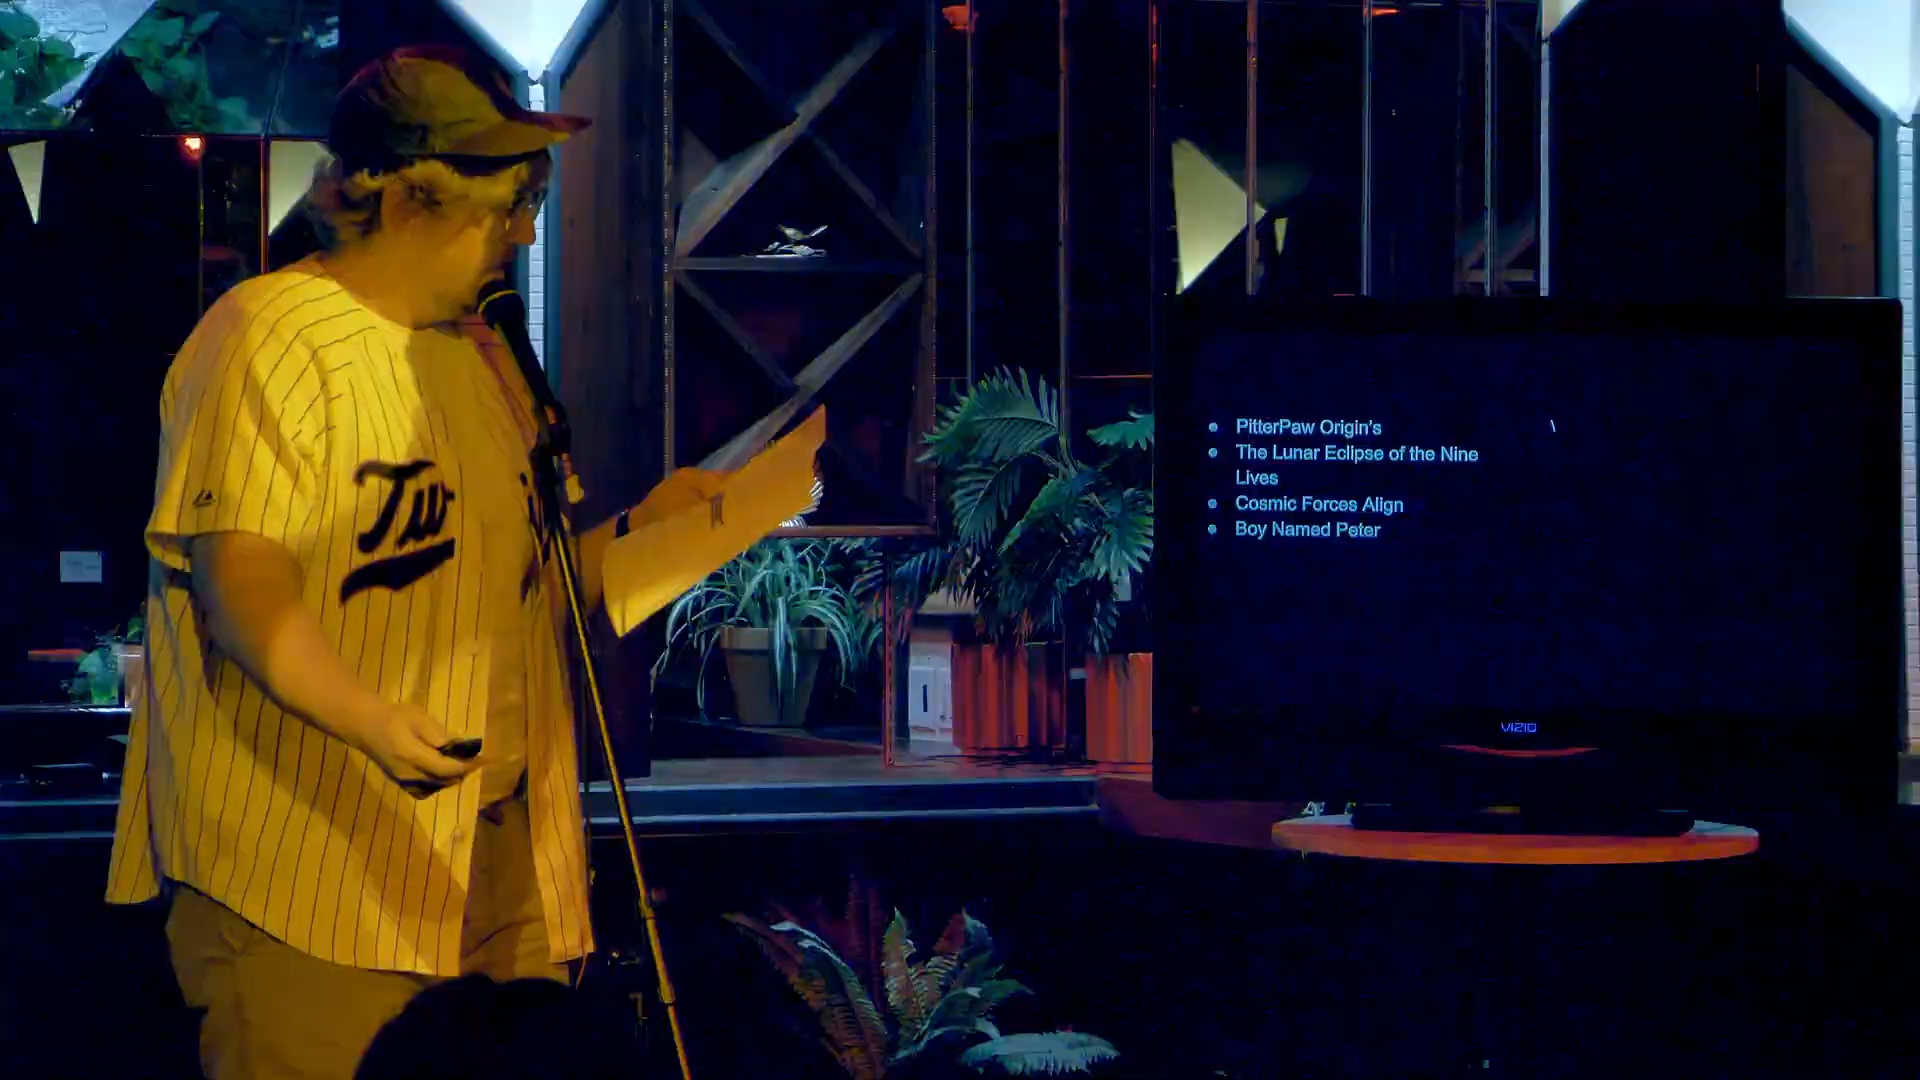 PitterPaw Origin's
\
The Lunar Eclipse of the Nine
Lives
Cosmic Forces Align
Boy Named Peter
VIZIO
Tw